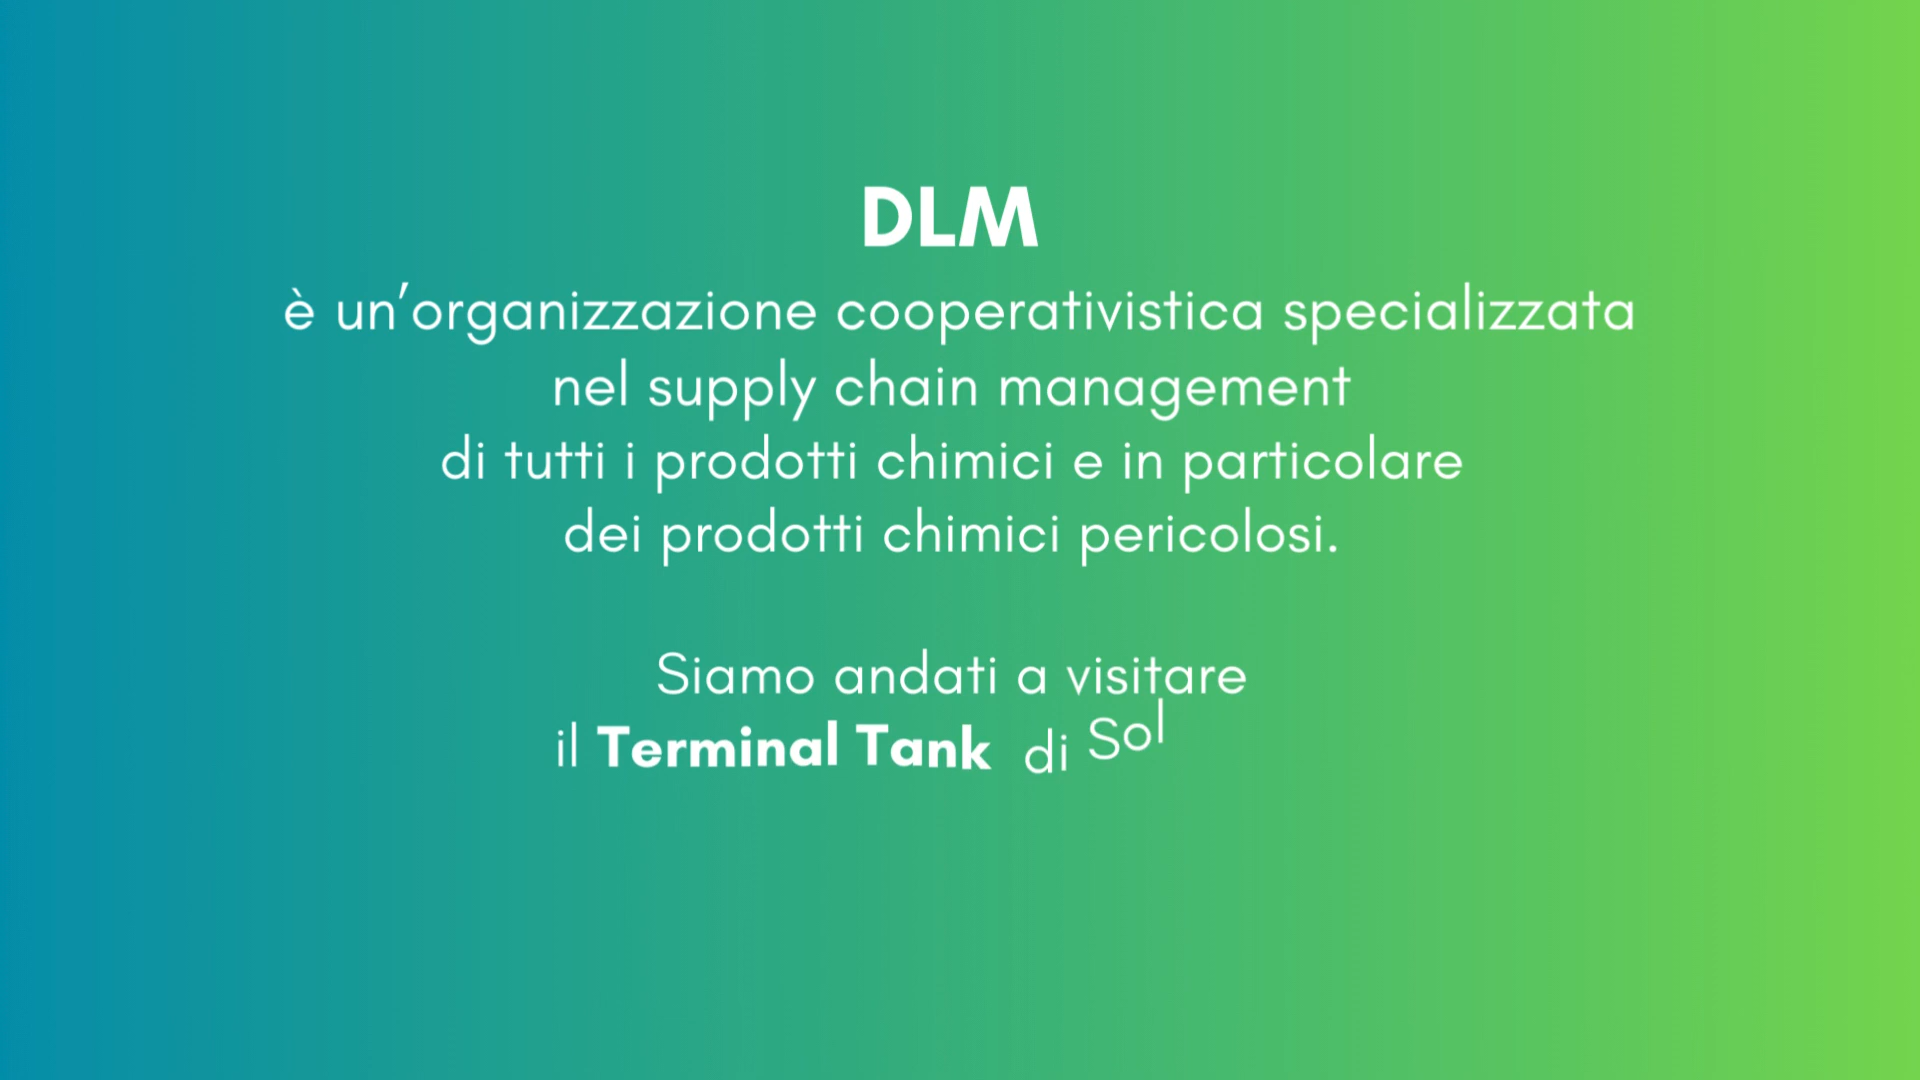 DLM
è un’organizzazione cooperativistica specializzata
nel supply chain management
di tutti i prodotti chimici e in particolare
dei prodotti chimici pericolosi.
Siamo andati a visitare
il Terminal Tank di Sol